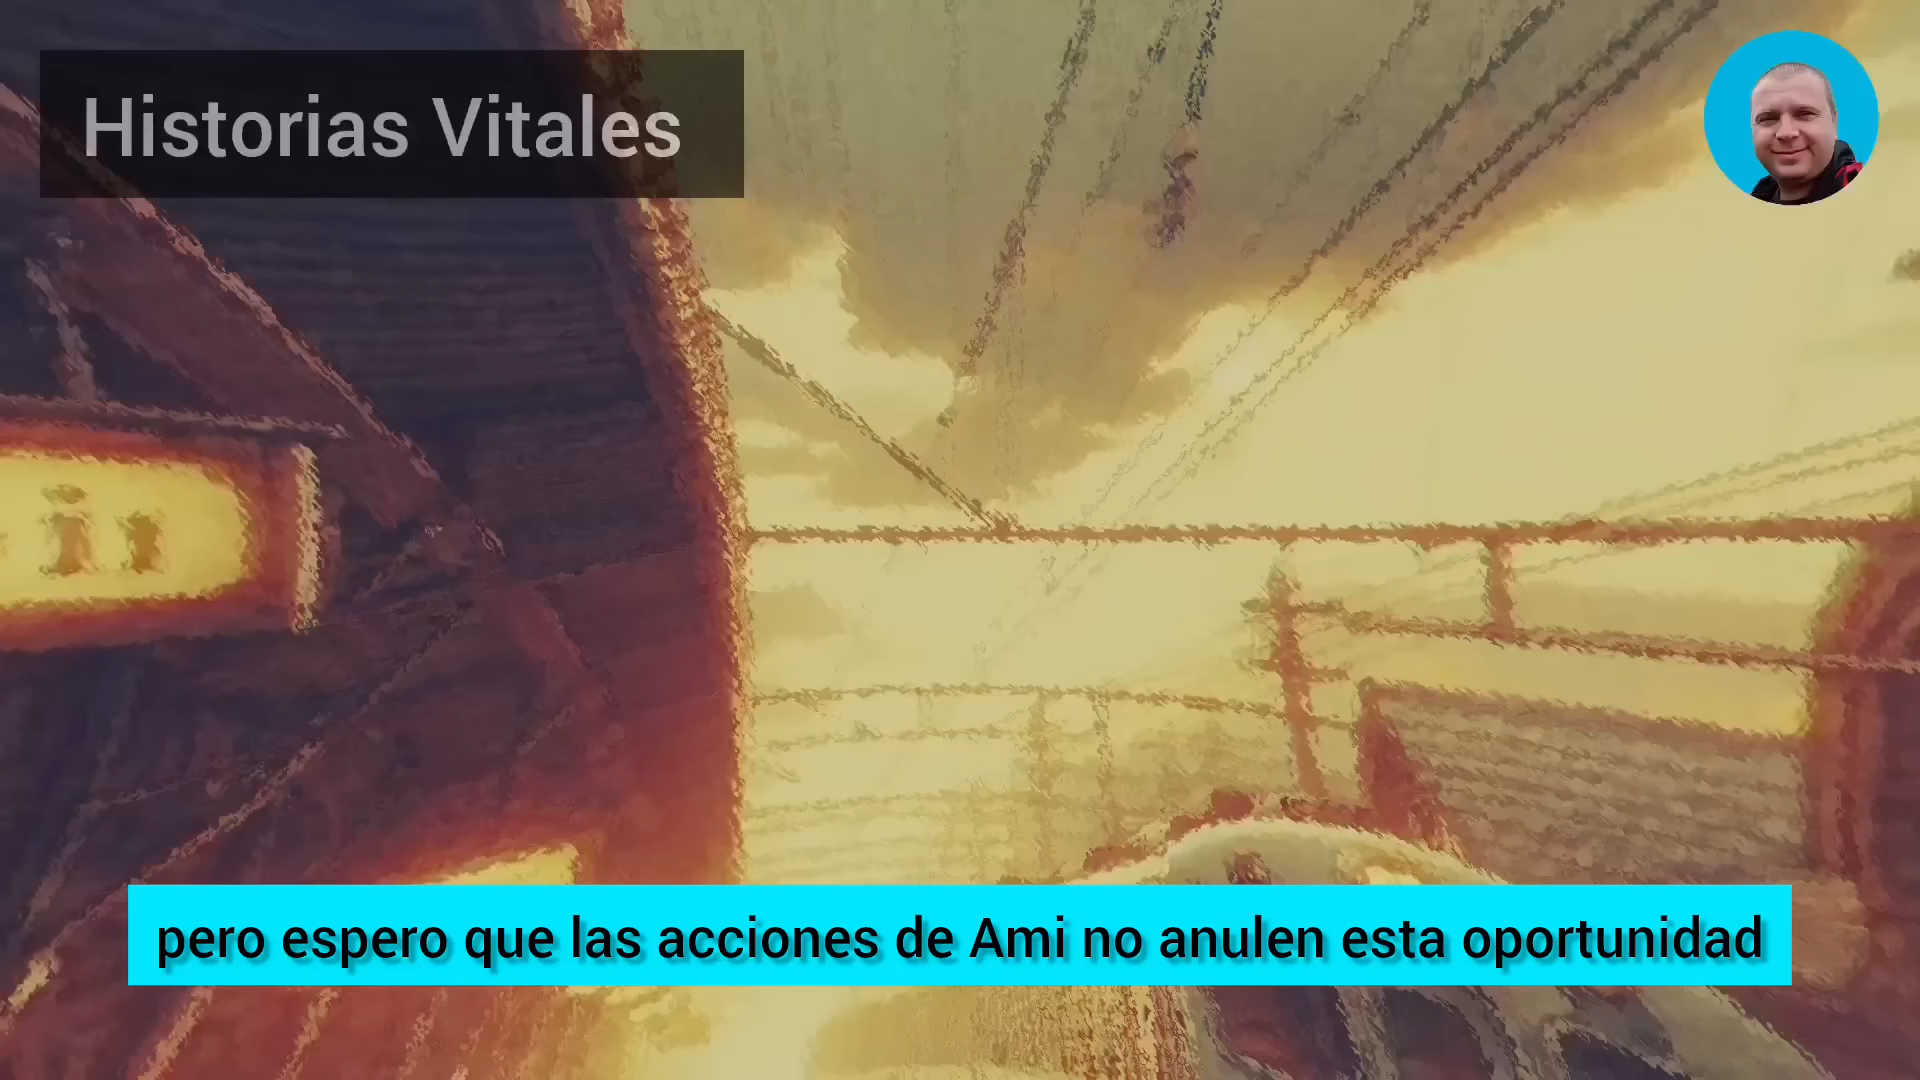 Historias Vitales
pero espero que las acciones de Ami no anulen esta oportunidad